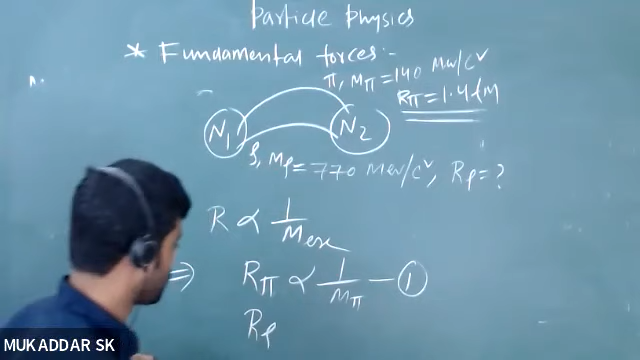 Particle Physics
* Fundamental forces:-
π, Mπ = 140 Mev/c²
Rπ = 1.4 fM
N₁ N₂
ρ, Mρ = 770 Mev/c², Rρ = ?
R ∝ 1/Mex
⇒ Rπ ∝ 1/Mπ — ①
Rρ
MUKADDAR SK